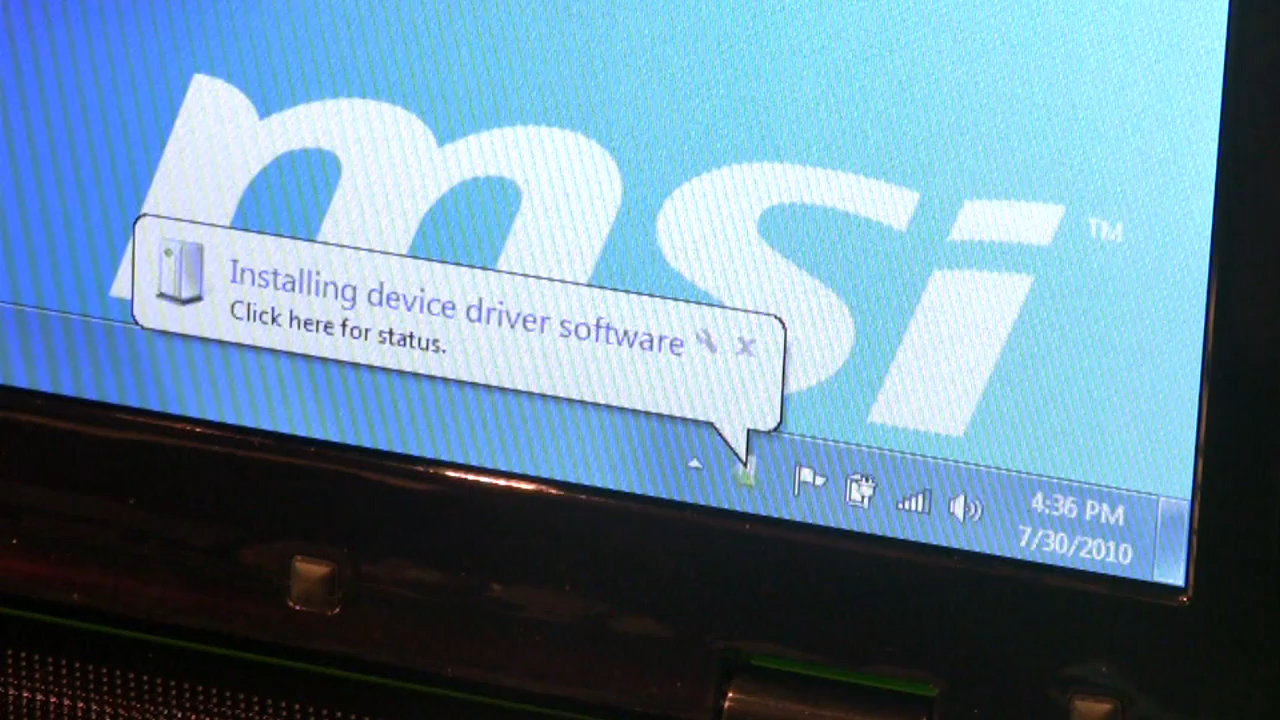 msi™
Installing device driver software
Click here for status.
4:36 PM
7/30/2010